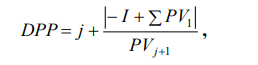 DPP = j + |−I + ∑PV₁| / PVⱼ₊₁ ,